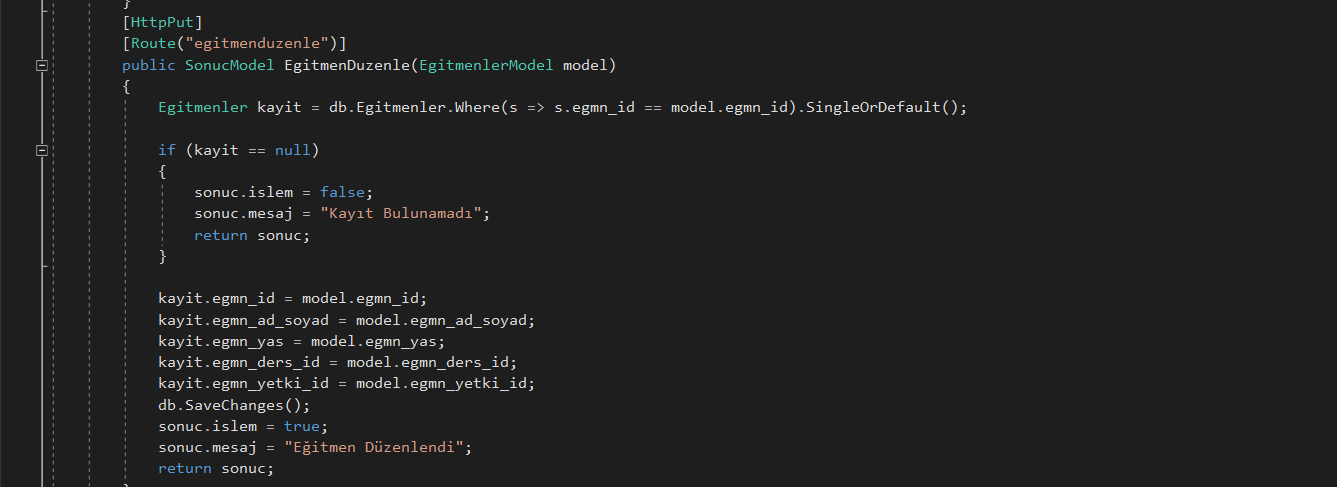 }
[HttpPut]
[Route("egitmenduzenle")]
public SonucModel EgitmenDuzenle(EgitmenlerModel model)
{
Egitmenler kayit = db.Egitmenler.Where(s => s.egmn_id == model.egmn_id).SingleOrDefault();
if (kayit == null)
{
sonuc.islem = false;
sonuc.mesaj = "Kayıt Bulunamadı";
return sonuc;
}
kayit.egmn_id = model.egmn_id;
kayit.egmn_ad_soyad = model.egmn_ad_soyad;
kayit.egmn_yas = model.egmn_yas;
kayit.egmn_ders_id = model.egmn_ders_id;
kayit.egmn_yetki_id = model.egmn_yetki_id;
db.SaveChanges();
sonuc.islem = true;
sonuc.mesaj = "Eğitmen Düzenlendi";
return sonuc;
}